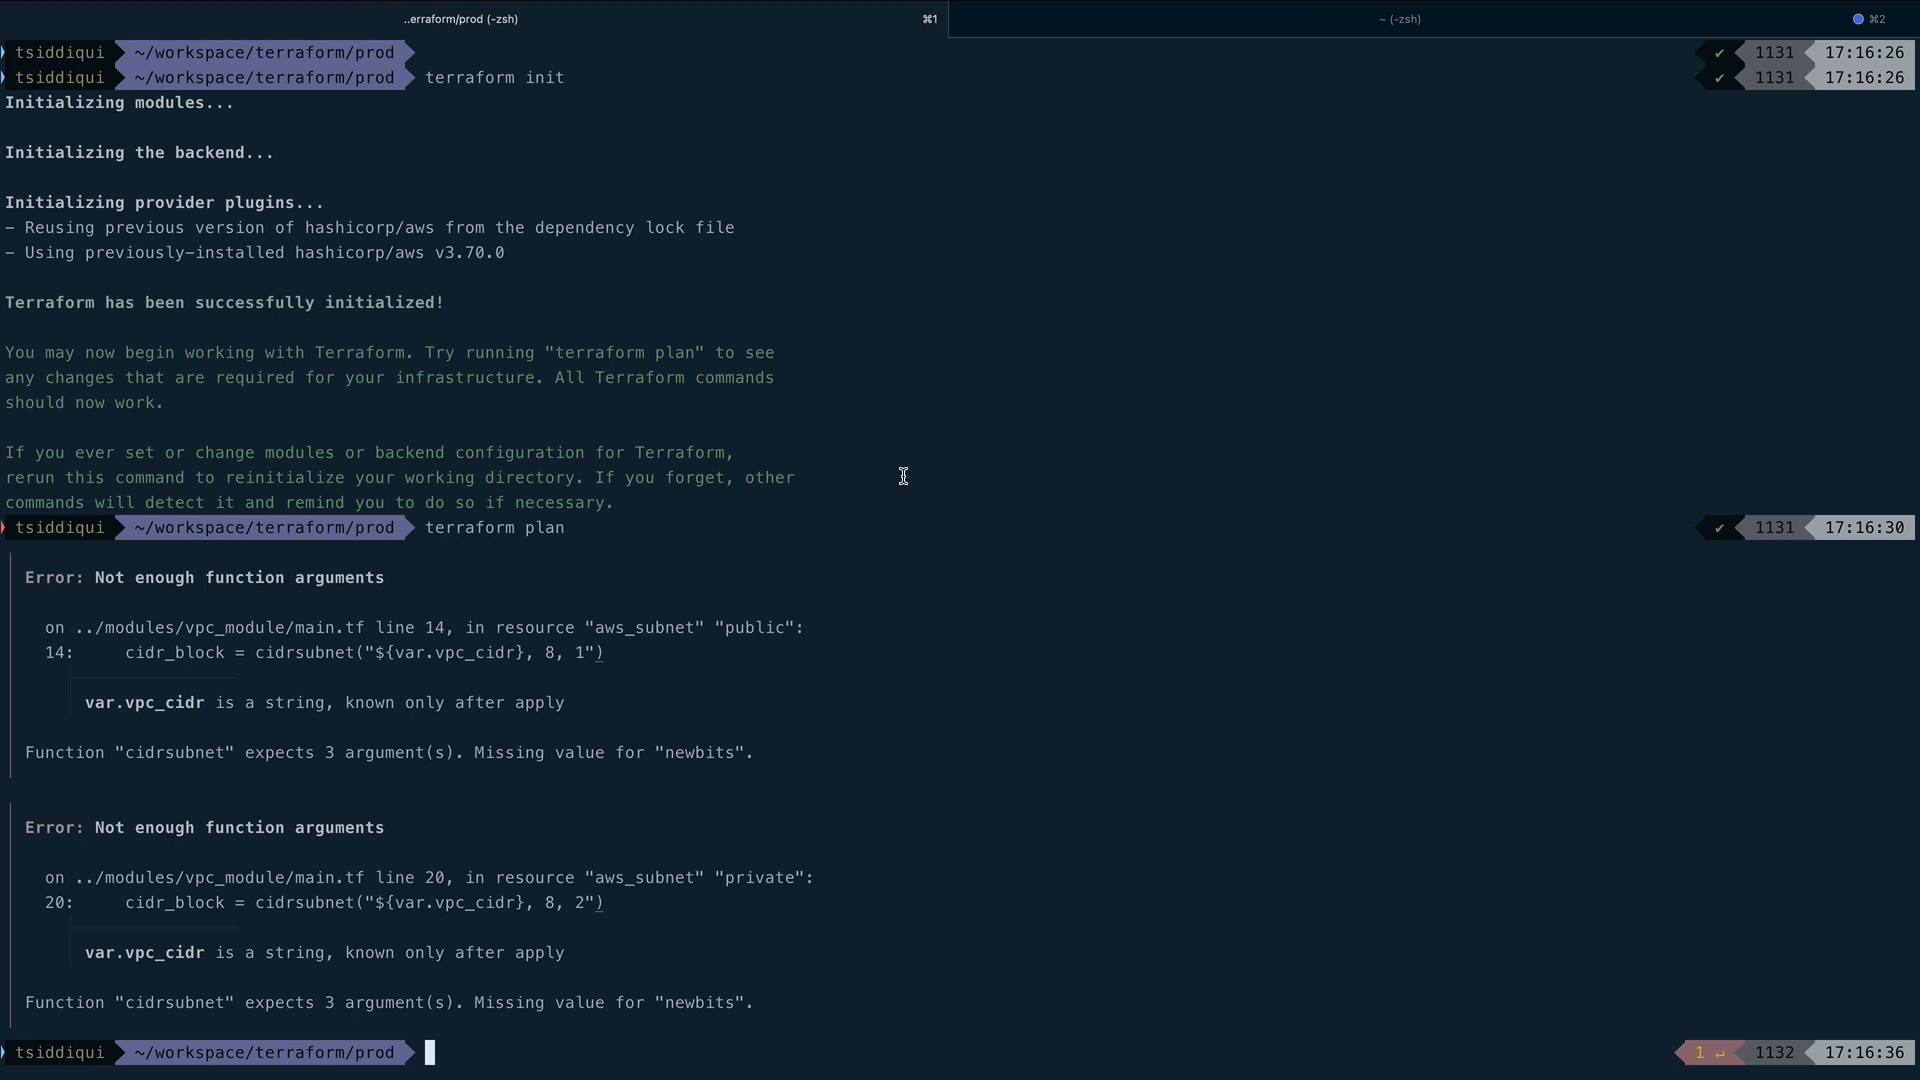 ..erraform/prod (-zsh) ⌘1 ~ (-zsh) ⌘2
tsiddiqui ~/workspace/terraform/prod ✔ 1131 17:16:26
tsiddiqui ~/workspace/terraform/prod terraform init ✔ 1131 17:16:26
Initializing modules...
Initializing the backend...
Initializing provider plugins...
- Reusing previous version of hashicorp/aws from the dependency lock file
- Using previously-installed hashicorp/aws v3.70.0
Terraform has been successfully initialized!
You may now begin working with Terraform. Try running "terraform plan" to see
any changes that are required for your infrastructure. All Terraform commands
should now work.
If you ever set or change modules or backend configuration for Terraform,
rerun this command to reinitialize your working directory. If you forget, other
commands will detect it and remind you to do so if necessary.
tsiddiqui ~/workspace/terraform/prod terraform plan ✔ 1131 17:16:30
Error: Not enough function arguments
on ../modules/vpc_module/main.tf line 14, in resource "aws_subnet" "public":
14: cidr_block = cidrsubnet("${var.vpc_cidr}, 8, 1")
var.vpc_cidr is a string, known only after apply
Function "cidrsubnet" expects 3 argument(s). Missing value for "newbits".
Error: Not enough function arguments
on ../modules/vpc_module/main.tf line 20, in resource "aws_subnet" "private":
20: cidr_block = cidrsubnet("${var.vpc_cidr}, 8, 2")
var.vpc_cidr is a string, known only after apply
Function "cidrsubnet" expects 3 argument(s). Missing value for "newbits".
tsiddiqui ~/workspace/terraform/prod 1 ↵ 1132 17:16:36